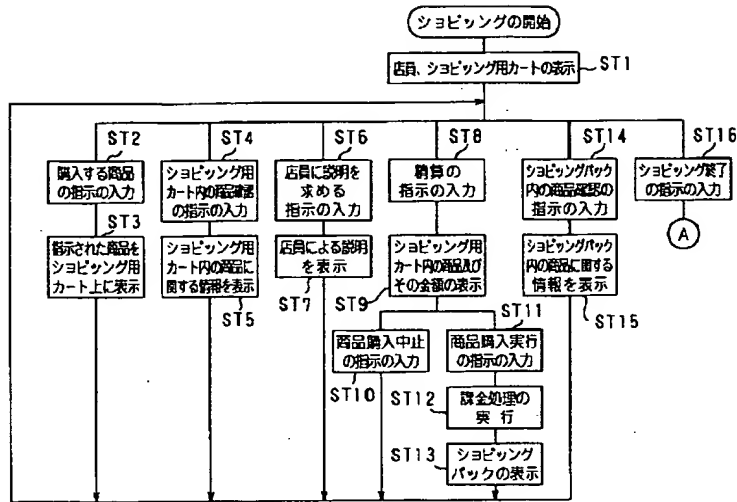 ショピングの開始
店員、ショピング用カートの表示
ST1
ST2
購入する商品
の指示の入力
ST3
指示された商品を
ショピング用
カート上に表示
ST4
ショピング用
カート内の商品確認
の指示の入力
ショピング用
カート内の商品に
関する情報を表示
ST5
ST6
店員に説明を
求める
指示の入力
店員による説明
を表示
ST7
ST8
精算の
指示の入力
ショピング用
カート内の商品及び
その金額の表示
ST9
商品購入中止
の指示の入力
ST10
ST11
商品購入実行
の指示の入力
ST12
課金処理の
実行
ST13
ショピング
バックの表示
ST14
ショピングバック
内の商品確認の
指示の入力
ショピングバック
内の商品に関する
情報を表示
ST15
ST16
ショピング終了
の指示の入力
A